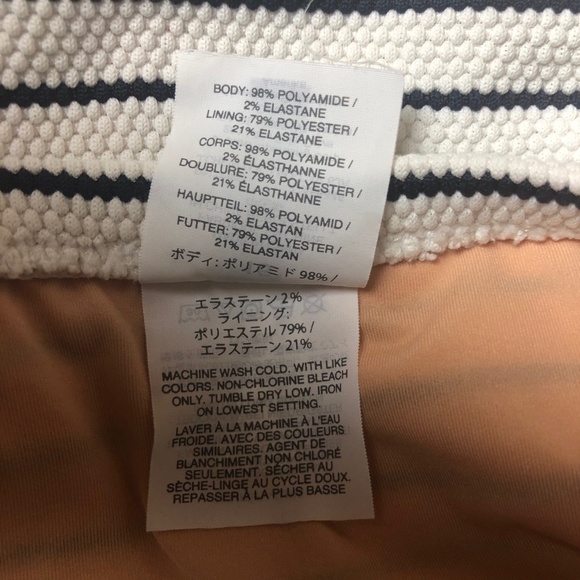 BODY: 98% POLYAMIDE /
2% ELASTANE
LINING: 79% POLYESTER /
21% ELASTANE
CORPS: 98% POLYAMIDE /
2% ÉLASTHANNE
DOUBLURE: 79% POLYESTER /
21% ÉLASTHANNE
HAUPTTEIL: 98% POLYAMID /
2% ELASTAN
FUTTER: 79% POLYESTER /
21% ELASTAN
ボディ: ポリアミド 98% /
エラステーン 2%
ライニング:
ポリエステル 79% /
エラステーン 21%
MACHINE WASH COLD. WITH LIKE
COLORS. NON-CHLORINE BLEACH
ONLY. TUMBLE DRY LOW. IRON
ON LOWEST SETTING.
LAVER À LA MACHINE À L'EAU
FROIDE. AVEC DES COULEURS
SIMILAIRES. AGENT DE
BLANCHIMENT NON CHLORÉ
SEULEMENT. SÉCHER AU
SÈCHE-LINGE AU CYCLE DOUX.
REPASSER À LA PLUS BASSE